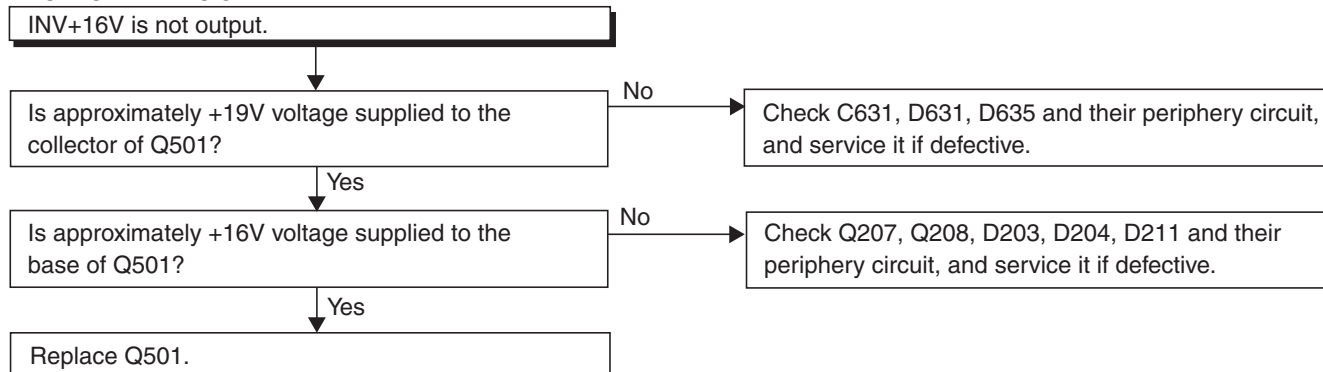 INV+16V is not output.
Is approximately +19V voltage supplied to the
collector of Q501?
No
Check C631, D631, D635 and their periphery circuit,
and service it if defective.
Yes
Is approximately +16V voltage supplied to the
base of Q501?
No
Check Q207, Q208, D203, D204, D211 and their
periphery circuit, and service it if defective.
Yes
Replace Q501.